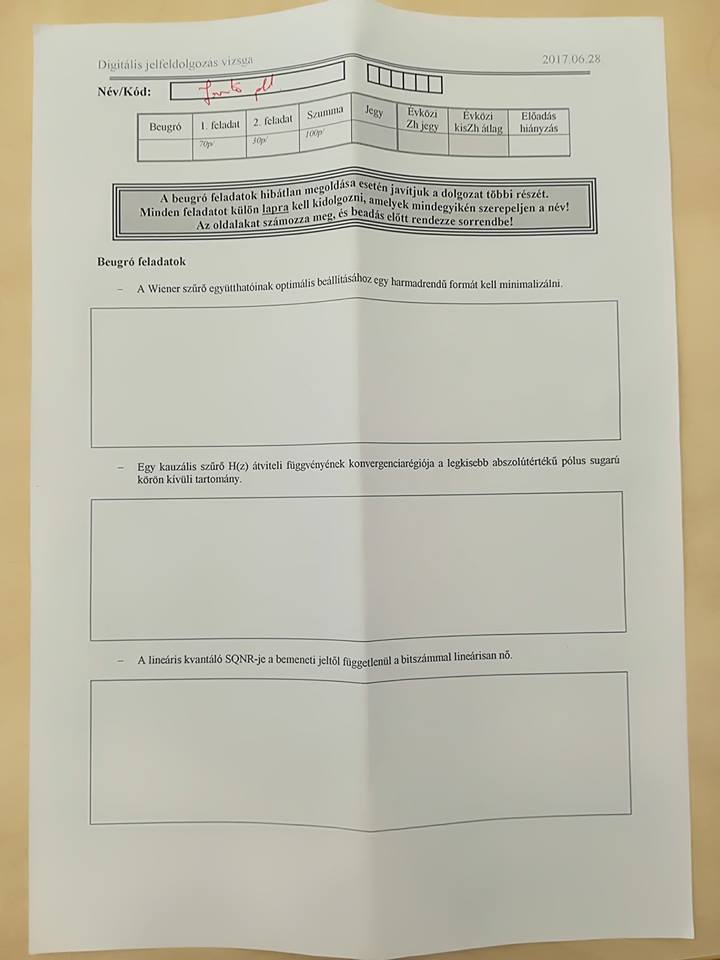 Digitális jelfeldolgozás vizsga 2017.06.28
Név/Kód:
Beugró 1. feladat 2. feladat Szumma Jegy Évközi Zh jegy Évközi kisZh átlag Előadás hiányzás
70p/ 30p/ 100p/
A beugró feladatok hibátlan megoldása esetén javítjuk a dolgozat többi részét.
Minden feladatot külön lapra kell kidolgozni, amelyek mindegyikén szerepeljen a név!
Az oldalakat számozza meg, és beadás előtt rendezze sorrendbe!
Beugró feladatok
– A Wiener szűrő együtthatóinak optimális beállításához egy harmadrendű formát kell minimalizálni.
– Egy kauzális szűrő H(z) átviteli függvényének konvergenciarégiója a legkisebb abszolútértékű pólus sugarú
körön kívüli tartomány.
– A lineáris kvantáló SQNR-je a bemeneti jeltől függetlenül a bitszámmal lineárisan nő.